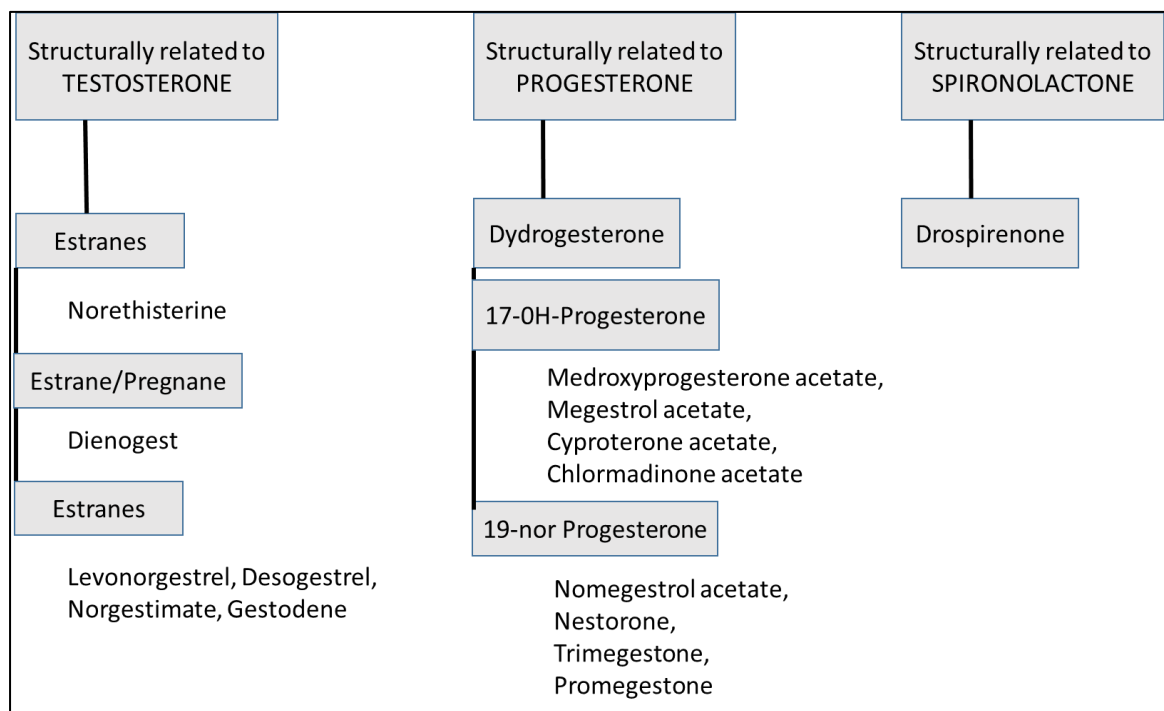 Structurally related to
TESTOSTERONE
Estranes
Norethisterine
Estrane/Pregnane
Dienogest
Estranes
Levonorgestrel, Desogestrel,
Norgestimate, Gestodene
Structurally related to
PROGESTERONE
Dydrogesterone
17-0H-Progesterone
Medroxyprogesterone acetate,
Megestrol acetate,
Cyproterone acetate,
Chlormadinone acetate
19-nor Progesterone
Nomegestrol acetate,
Nestorone,
Trimegestone,
Promegestone
Structurally related to
SPIRONOLACTONE
Drospirenone